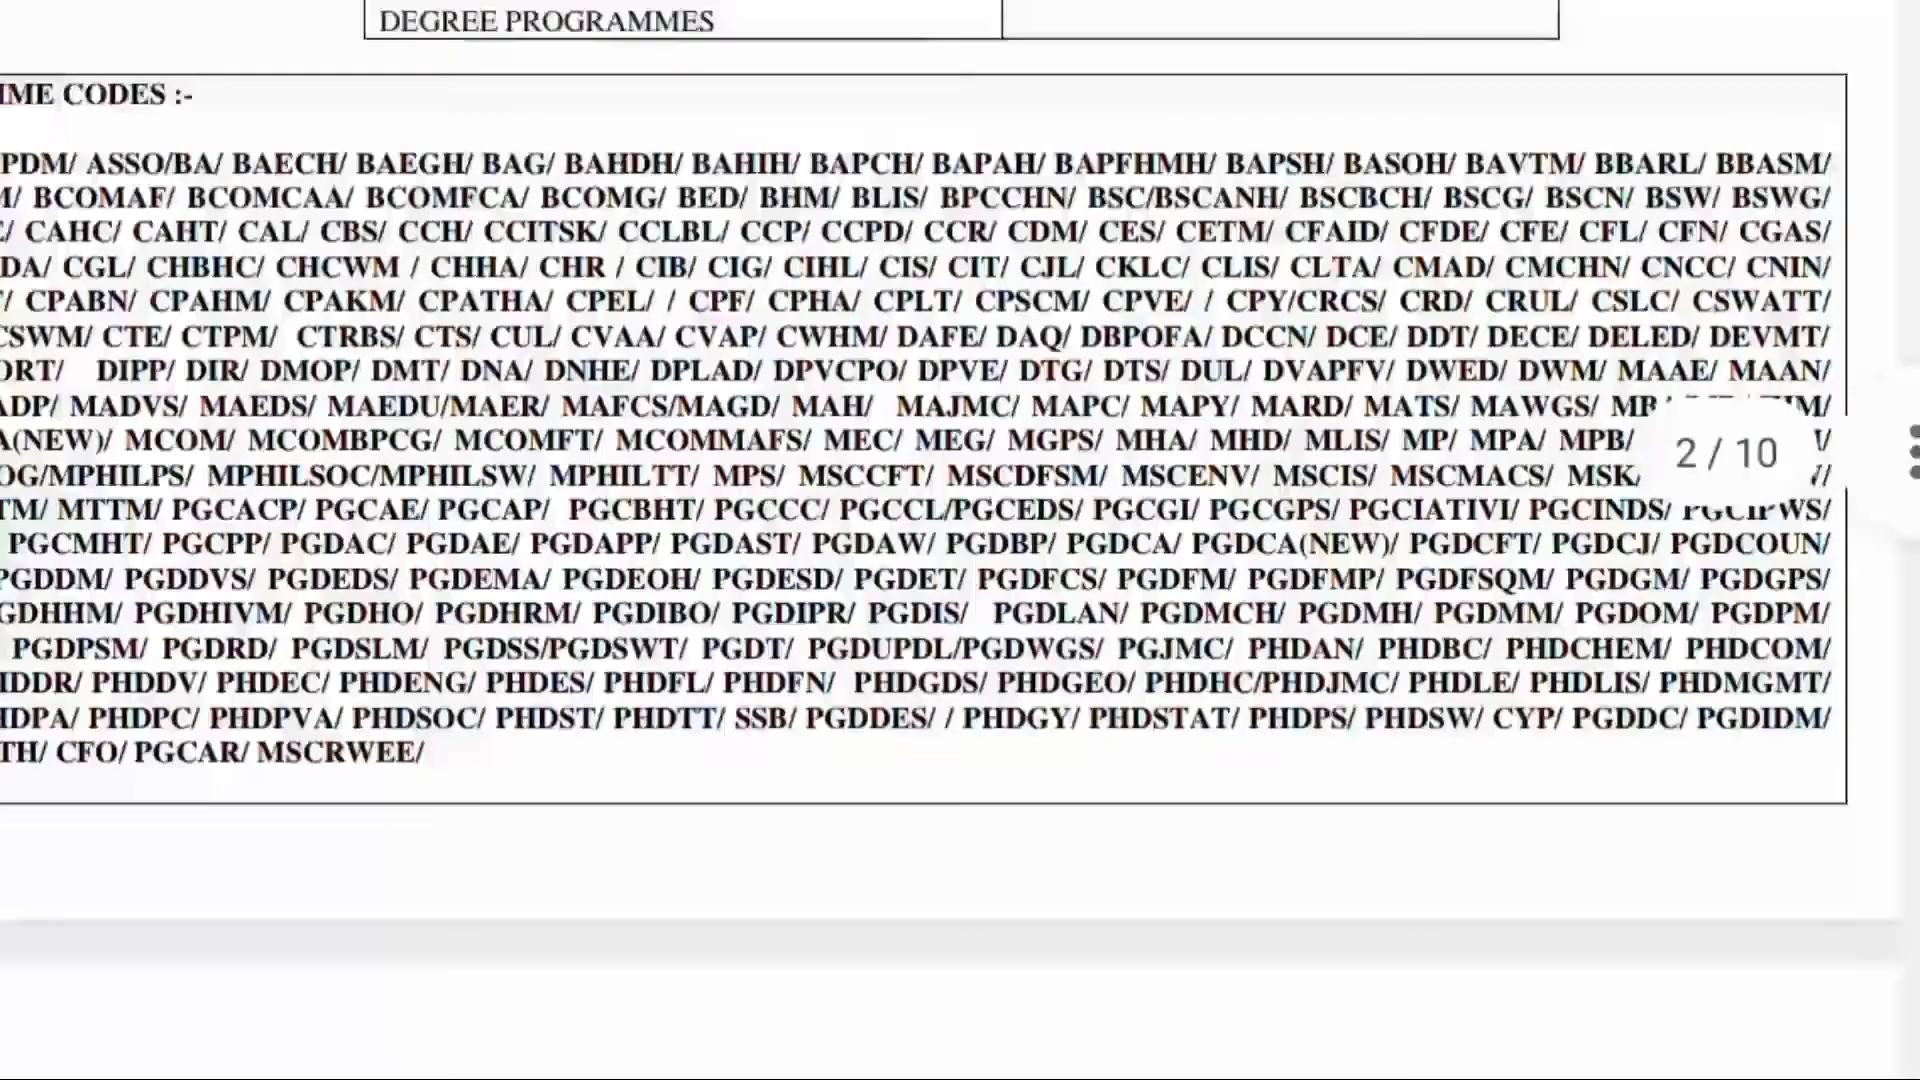 DEGREE PROGRAMMES
CODES :-
ASSO/BA/ BAECH/ BAEGH/ BAG/ BAHDH/ BAHIH/ BAPCH/ BAPAH/ BAPFHMH/ BAPSH/ BASOH/ BAVTM/ BBARL/ BBASM/
BCOMAF/ BCOMCAA/ BCOMFCA/ BCOMG/ BED/ BHM/ BLIS/ BPCCHN/ BSC/BSCANH/ BSCBCH/ BSCG/ BSCN/ BSW/ BSWG/
CAHC/ CAHT/ CAL/ CBS/ CCH/ CCITSK/ CCLBL/ CCP/ CCPD/ CCR/ CDM/ CES/ CETM/ CFAID/ CFDE/ CFE/ CFL/ CFN/ CGAS/
DA/ CGL/ CHBHC/ CHCWM / CHHA/ CHR / CIB/ CIG/ CIHL/ CIS/ CIT/ CJL/ CKLC/ CLIS/ CLTA/ CMAD/ CMCHN/ CNCC/ CNIN/
CPABN/ CPAHM/ CPAKM/ CPATHA/ CPEL/ / CPF/ CPHA/ CPLT/ CPSCM/ CPVE/ / CPY/CRCS/ CRD/ CRUL/ CSLC/ CSWATT/
CSWM/ CTE/ CTPM/ CTRBS/ CTS/ CUL/ CVAA/ CVAP/ CWHM/ DAFE/ DAQ/ DBPOFA/ DCCN/ DCE/ DDT/ DECE/ DELED/ DEVMT/
ORT/ DIPP/ DIR/ DMOP/ DMT/ DNA/ DNHE/ DPLAD/ DPVCPO/ DPVE/ DTG/ DTS/ DUL/ DVAPFV/ DWED/ DWM/ MAAE/ MAAN/
ADP/ MADVS/ MAEDS/ MAEDU/MAER/ MAFCS/MAGD/ MAH/ MAJMC/ MAPC/ MAPY/ MARD/ MATS/ MAWGS/
A(NEW)/ MCOM/ MCOMBPCG/ MCOMFT/ MCOMMAFS/ MEC/ MEG/ MGPS/ MHA/ MHD/ MLIS/ MP/ MPA/ MPB/
OG/MPHILPS/ MPHILSOC/MPHILSW/ MPHILTT/ MPS/ MSCCFT/ MSCDFSM/ MSCENV/ MSCIS/ MSCMACS/ MSK/
TM/ MTTM/ PGCACP/ PGCAE/ PGCAP/ PGCBHT/ PGCCC/ PGCCL/PGCEDS/ PGCGI/ PGCGPS/ PGCIATIVI/ PGCINDS/
PGCMHT/ PGCPP/ PGDAC/ PGDAE/ PGDAPP/ PGDAST/ PGDAW/ PGDBP/ PGDCA/ PGDCA(NEW)/ PGDCFT/ PGDCJ/ PGDCOUN/
PGDDM/ PGDDVS/ PGDEDS/ PGDEMA/ PGDEOH/ PGDESD/ PGDET/ PGDFCS/ PGDFM/ PGDFMP/ PGDFSQM/ PGDGM/ PGDGPS/
GDHHM/ PGDHIVM/ PGDHO/ PGDHRM/ PGDIBO/ PGDIPR/ PGDIS/ PGDLAN/ PGDMCH/ PGDMH/ PGDMM/ PGDOM/ PGDPM/
PGDPSM/ PGDRD/ PGDSLM/ PGDSS/PGDSWT/ PGDT/ PGDUPDL/PGDWGS/ PGJMC/ PHDAN/ PHDBC/ PHDCHEM/ PHDCOM/
PHDDV/ PHDEC/ PHDENG/ PHDES/ PHDFL/ PHDFN/ PHDGDS/ PHDGEO/ PHDHC/PHDJMC/ PHDLE/ PHDLIS/ PHDMGMT/
PHDPC/ PHDPVA/ PHDSOC/ PHDST/ PHDTT/ SSB/ PGDDES/ / PHDGY/ PHDSTAT/ PHDPS/ PHDSW/ CYP/ PGDDC/ PGDIDM/
TH/ CFO/ PGCAR/ MSCRWEE/
2 / 10